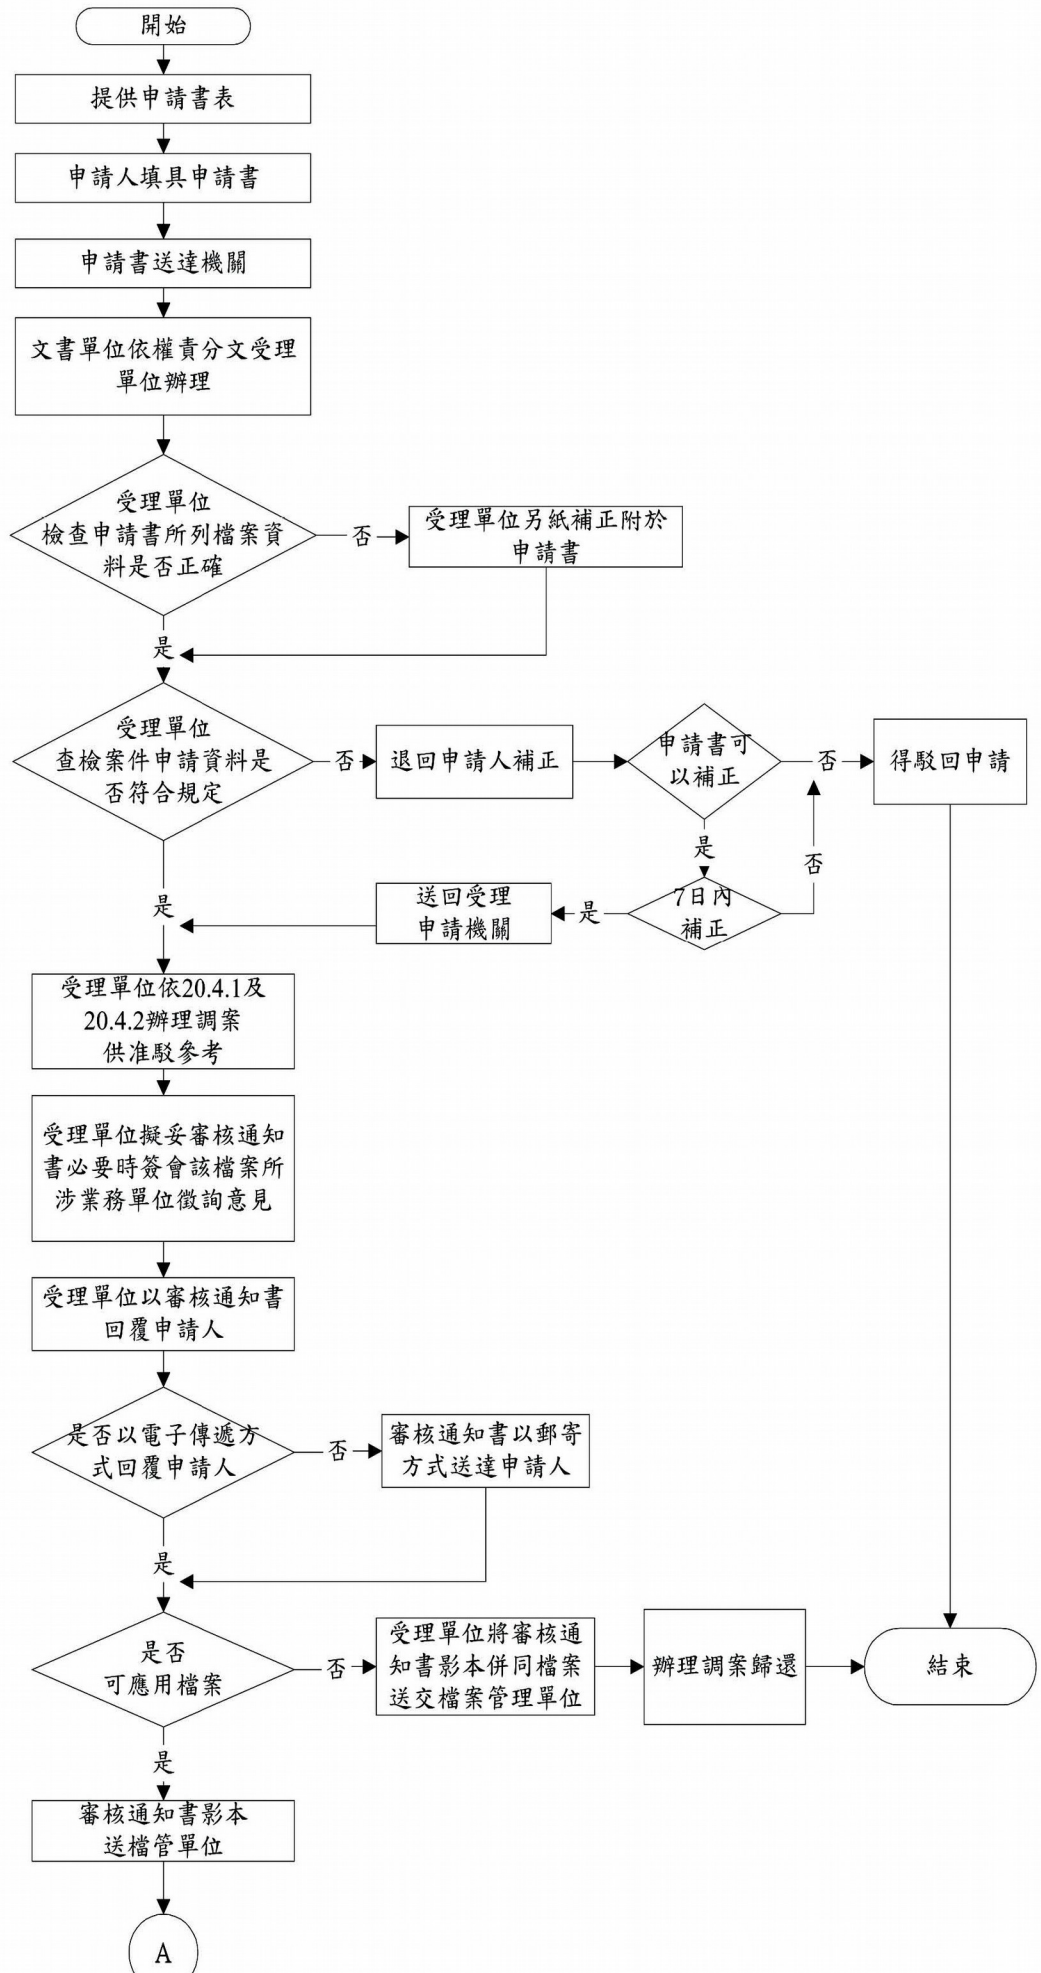 開始
提供申請書表
申請人填具申請書
申請書送達機關
文書單位依權責分文受理
單位辦理
受理單位
檢查申請書所列檔案資
料是否正確
否
受理單位另紙補正附於
申請書
是
受理單位
查檢案件申請資料是
否符合規定
否
退回申請人補正
申請書可
以補正
否
得駁回申請
是
否
7日內
補正
是
送回受理
申請機關
是
受理單位依20.4.1及
20.4.2辦理調案
供准駁參考
受理單位擬妥審核通知
書必要時簽會該檔案所
涉業務單位徵詢意見
受理單位以審核通知書
回覆申請人
是否以電子傳遞方
式回覆申請人
否
審核通知書以郵寄
方式送達申請人
是
是否
可應用檔案
否
受理單位將審核通
知書影本併同檔案
送交檔案管理單位
辦理調案歸還
結束
是
審核通知書影本
送檔管單位
A